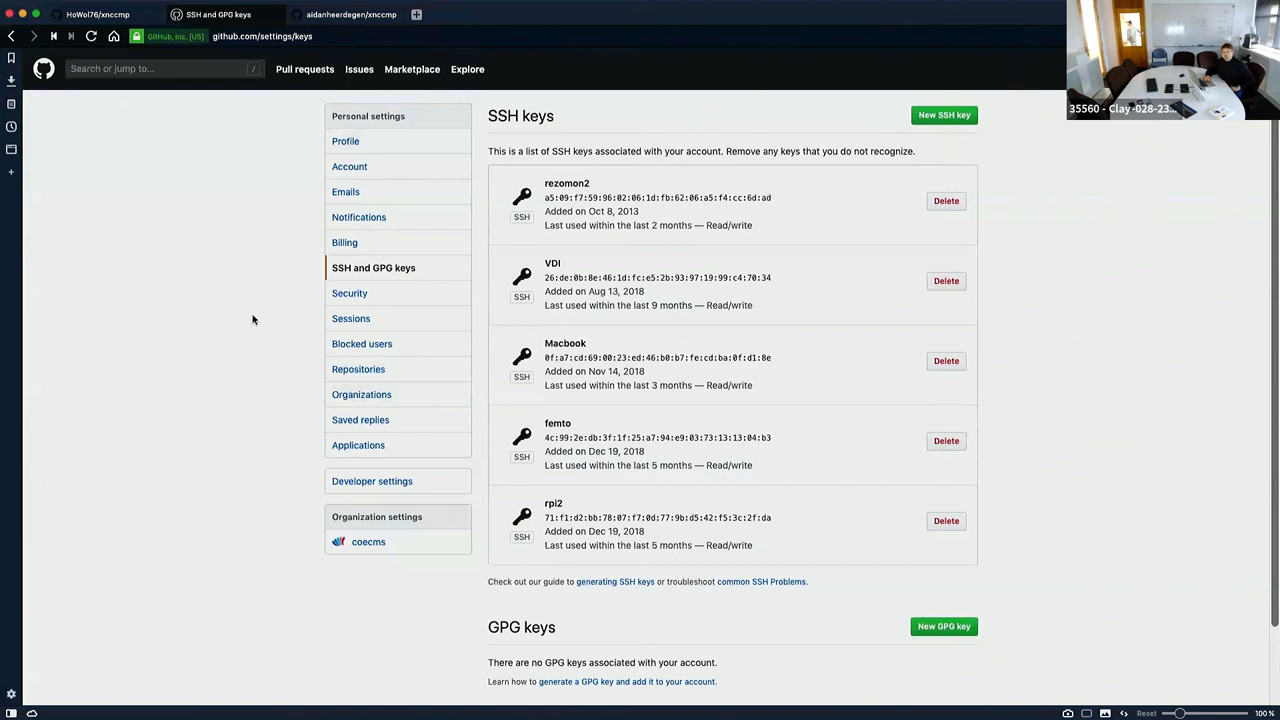 HoWol76/xnccmp
SSH and GPG keys
aidanheerdegen/xnccmp
GitHub, Inc. [US]
github.com/settings/keys
Search or jump to...
/
Pull requests
Issues
Marketplace
Explore
35560 - Clay-028-23...
Personal settings
Profile
Account
Emails
Notifications
Billing
SSH and GPG keys
Security
Sessions
Blocked users
Repositories
Organizations
Saved replies
Applications
Developer settings
Organization settings
coecms
SSH keys
New SSH key
This is a list of SSH keys associated with your account. Remove any keys that you do not recognize.
SSH
rezomon2
a5:09:f7:59:96:02:06:1d:fb:62:06:a5:f4:cc:6d:ad
Added on Oct 8, 2013
Last used within the last 2 months — Read/write
Delete
SSH
VDI
26:de:0b:8e:46:1d:fc:e5:2b:93:97:19:99:c4:70:34
Added on Aug 13, 2018
Last used within the last 9 months — Read/write
Delete
SSH
Macbook
0f:a7:cd:69:00:23:ed:46:b0:b7:fe:cd:ba:0f:d1:8e
Added on Nov 14, 2018
Last used within the last 3 months — Read/write
Delete
SSH
femto
4c:99:2e:db:3f:1f:25:a7:94:e9:03:73:13:13:04:b3
Added on Dec 19, 2018
Last used within the last 5 months — Read/write
Delete
SSH
rpi2
71:f1:d2:bb:78:07:f7:0d:77:9b:d5:42:f5:3c:2f:da
Added on Dec 19, 2018
Last used within the last 5 months — Read/write
Delete
Check out our guide to generating SSH keys or troubleshoot common SSH Problems.
GPG keys
New GPG key
There are no GPG keys associated with your account.
Learn how to generate a GPG key and add it to your account.
Reset
100 %